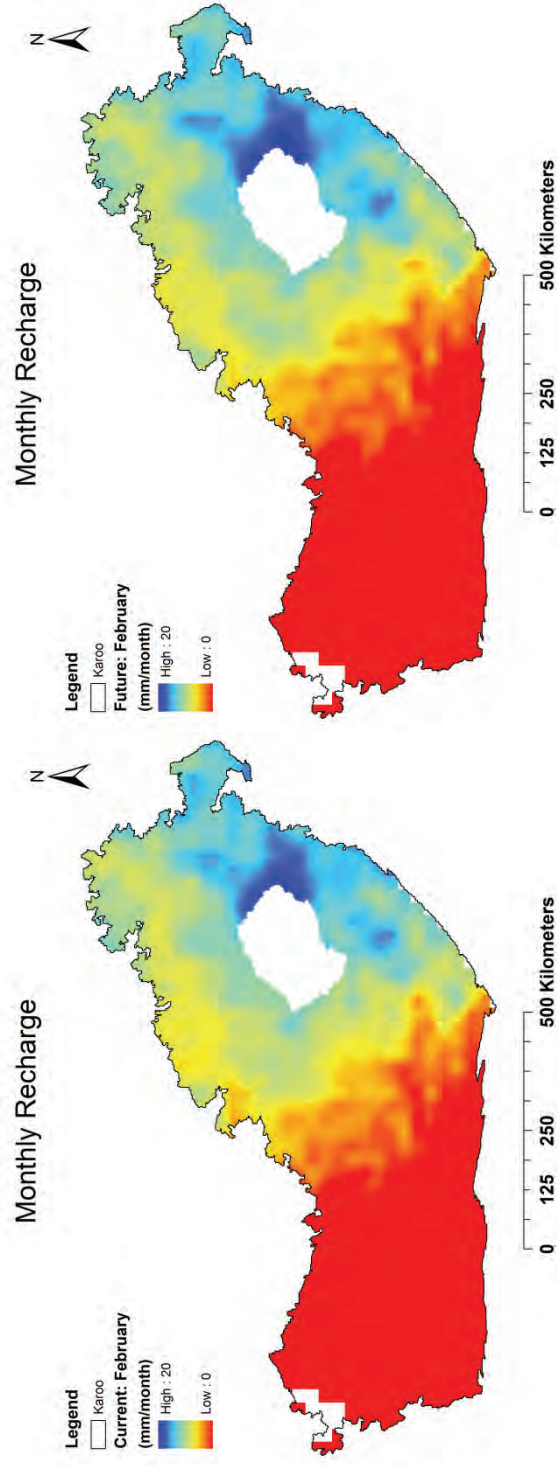 Monthly Recharge
N
Legend
Karoo
Current: February
(mm/month)
High : 20
Low : 0
0 125 250 500 Kilometers
Monthly Recharge
N
Legend
Karoo
Future: February
(mm/month)
High : 20
Low : 0
0 125 250 500 Kilometers